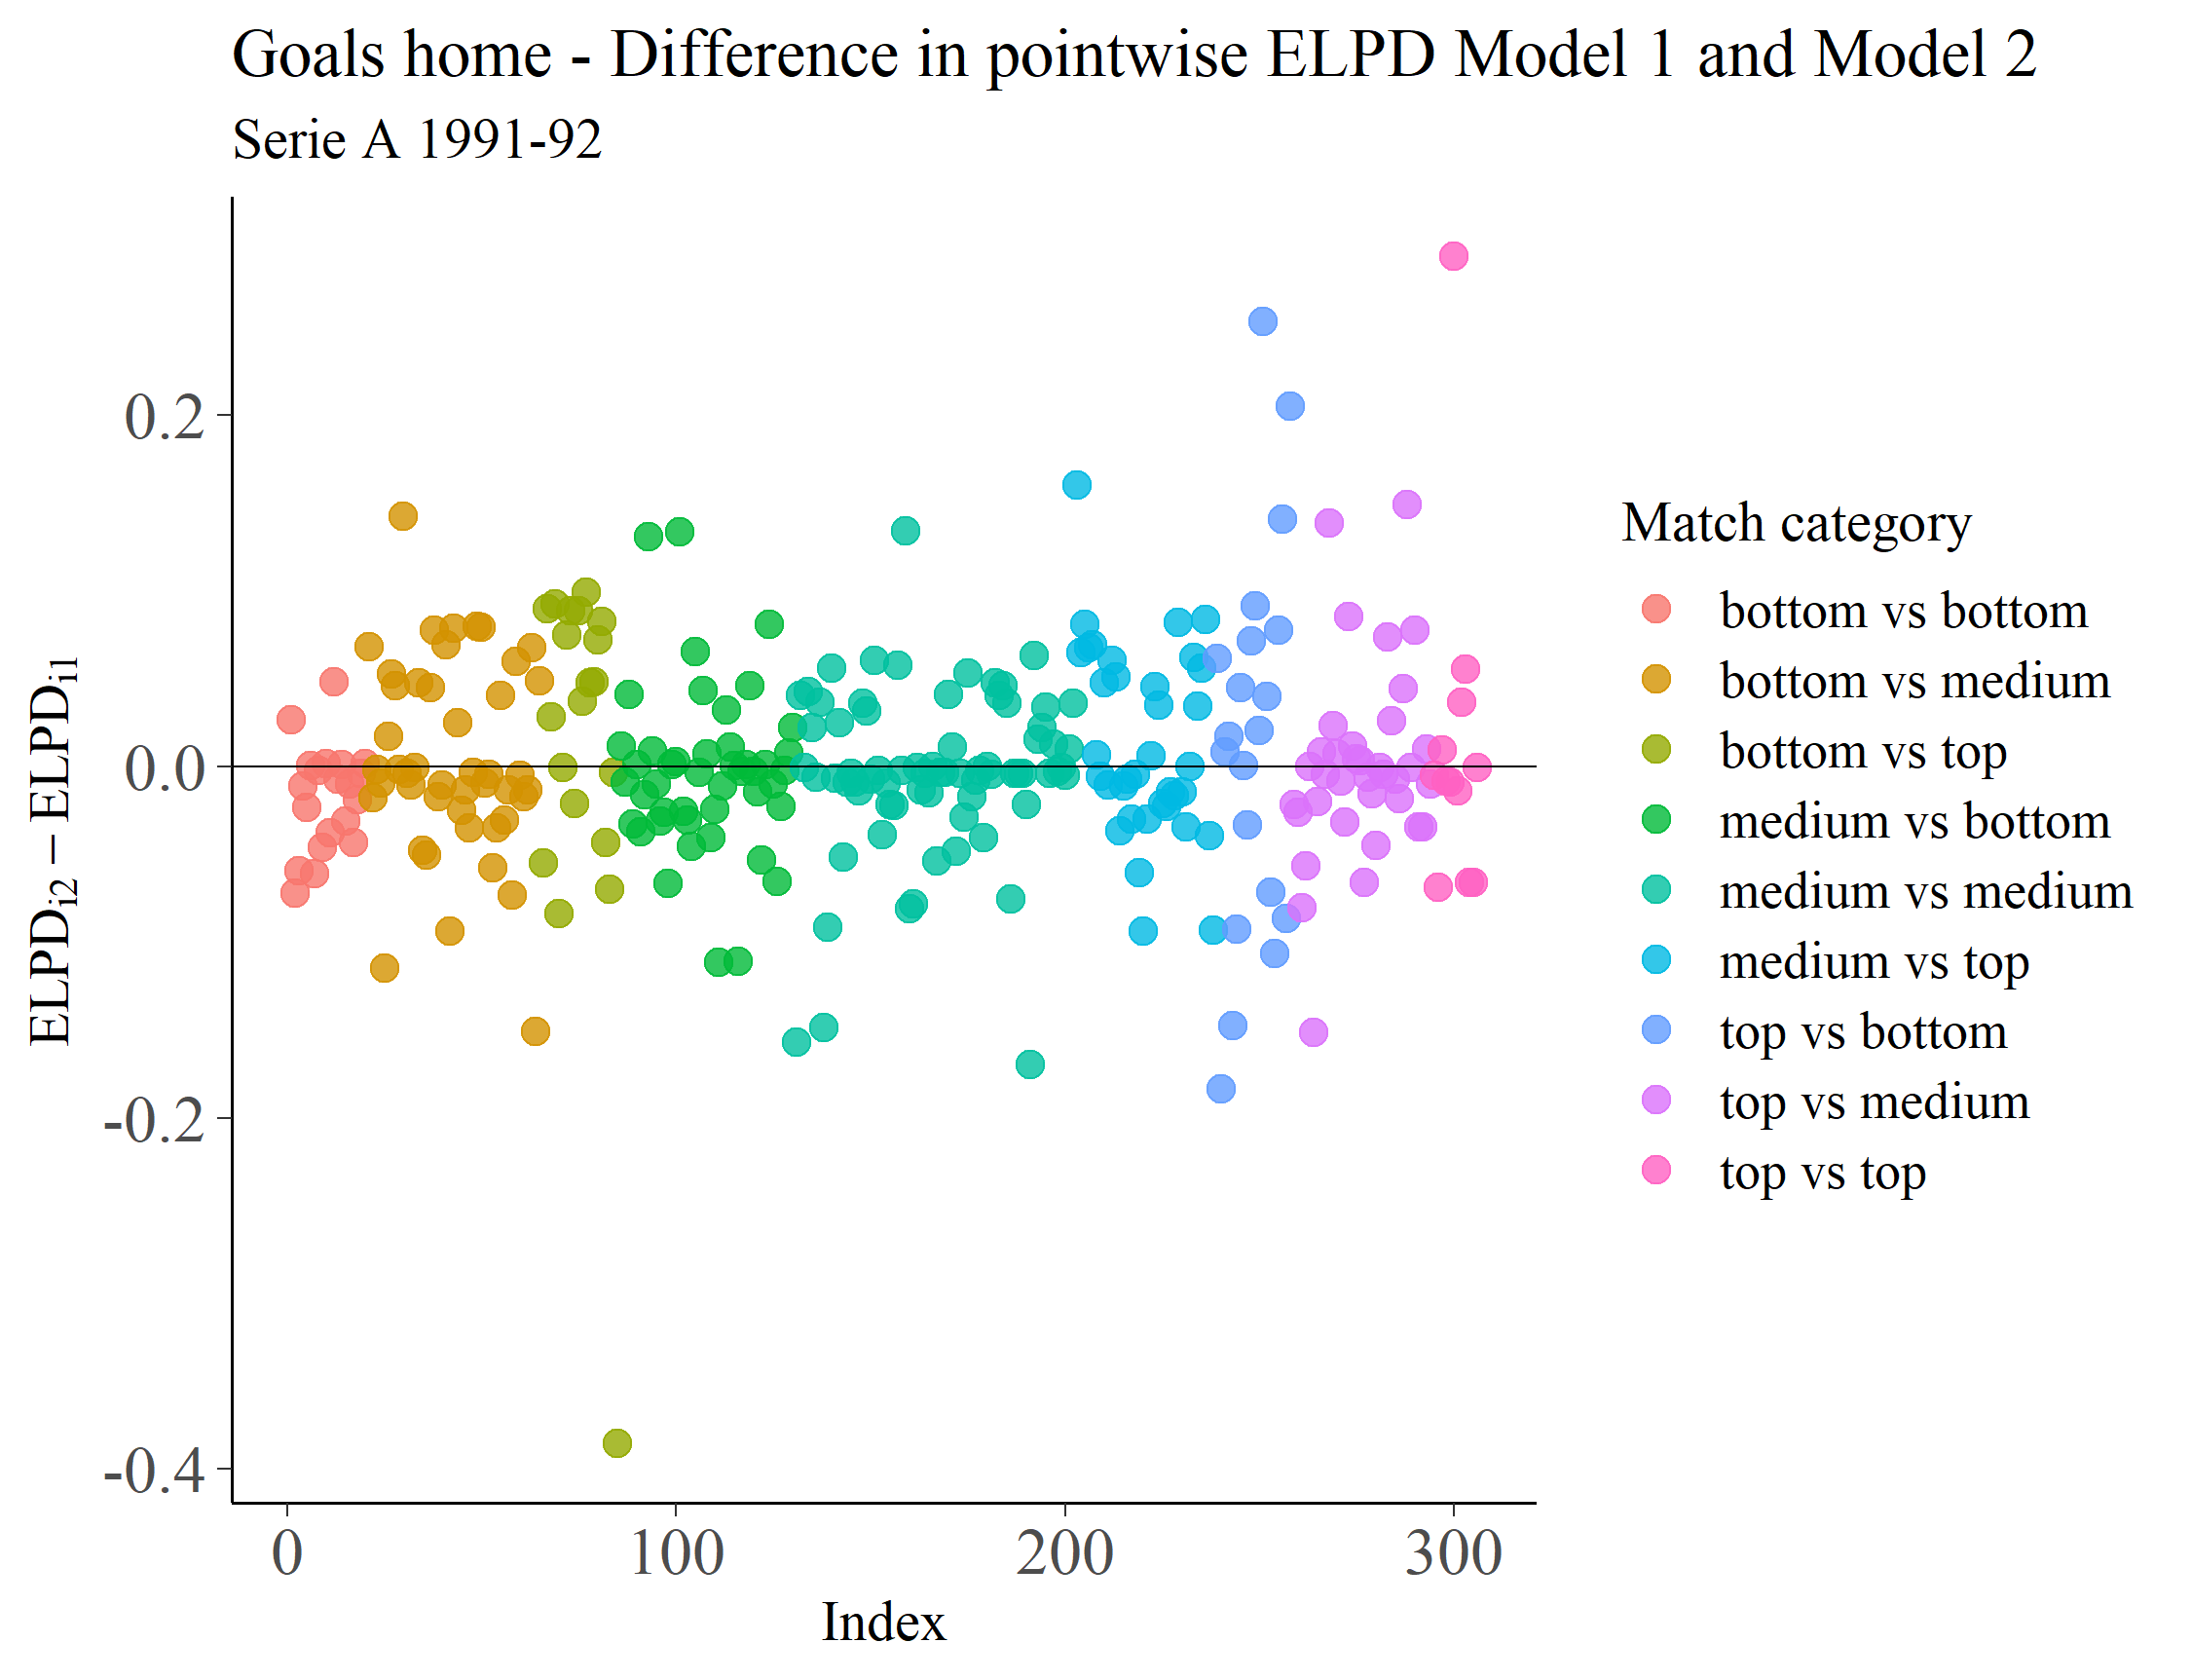 Goals home - Difference in pointwise ELPD Model 1 and Model 2
Serie A 1991-92
ELPDi2 − ELPDi1
0.2
0.0
-0.2
-0.4
0 100 200 300
Index
Match category
bottom vs bottom
bottom vs medium
bottom vs top
medium vs bottom
medium vs medium
medium vs top
top vs bottom
top vs medium
top vs top